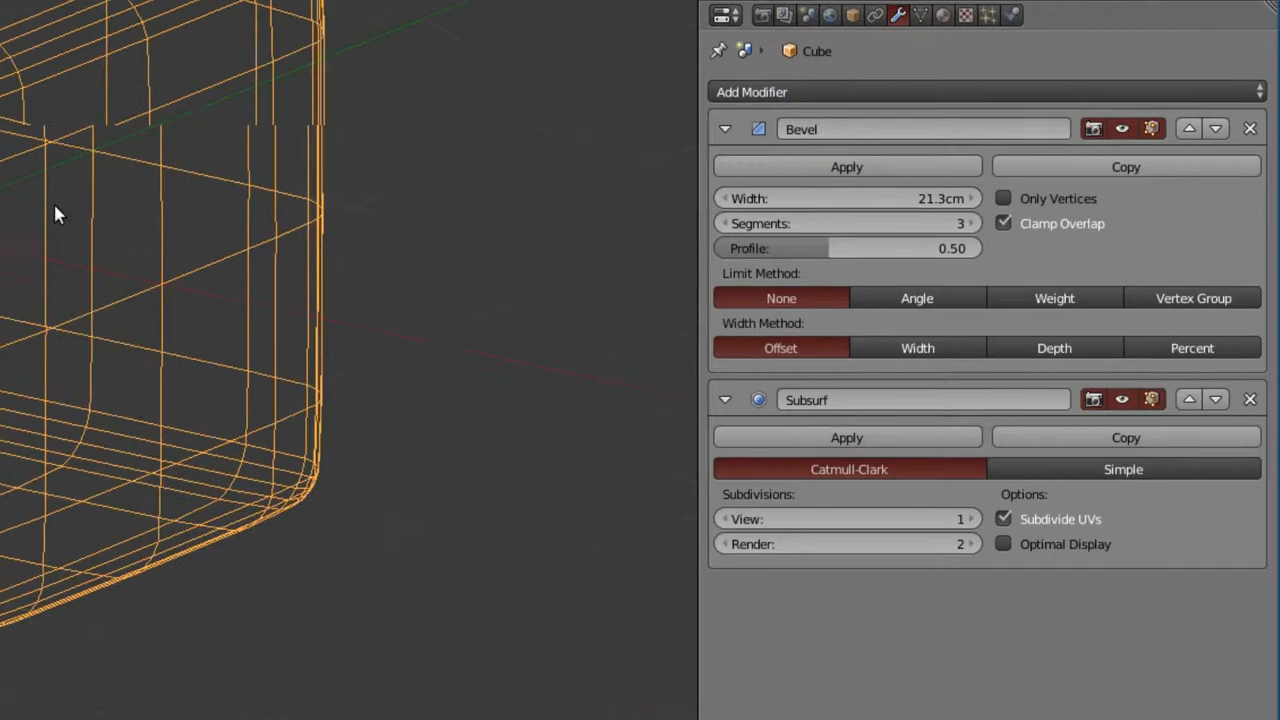 Cube
Add Modifier
Bevel
Apply Copy
Width: 21.3cm Only Vertices
Segments: 3 Clamp Overlap
Profile: 0.50
Limit Method:
None Angle Weight Vertex Group
Width Method:
Offset Width Depth Percent
Subsurf
Apply Copy
Catmull-Clark Simple
Subdivisions: Options:
View: 1 Subdivide UVs
Render: 2 Optimal Display